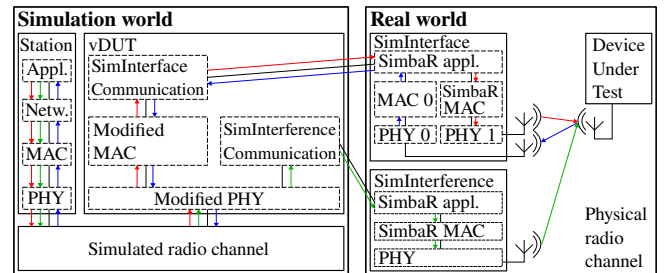 Simulation world
Station
Appl.
Netw.
MAC
PHY
vDUT
SimInterface
Communication
Modified
MAC
SimInterference
Communication
Modified PHY
Simulated radio channel
Real world
SimInterface
SimbaR appl.
MAC 0
SimbaR
MAC
PHY 0
PHY 1
SimInterference
SimbaR appl.
SimbaR MAC
PHY
Device
Under
Test
Physical
radio
channel